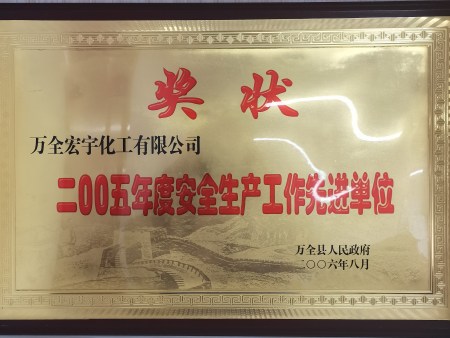 奖状
万全宏宇化工有限公司
二00五年度安全生产工作先进单位
万全县人民政府
二〇〇六年八月